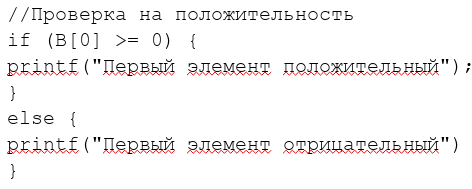 //Проверка на положительность
if (B[0] >= 0) {
printf("Первый элемент положительный");
}
else {
printf("Первый элемент отрицательный")
}